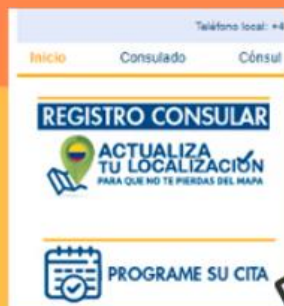 Teléfono local: +4
Inicio Consulado Cónsul
REGISTRO CONSULAR
ACTUALIZA
TU LOCALIZACIÓN
PARA QUE NO TE PIERDAS DEL MAPA
PROGRAME SU CITA